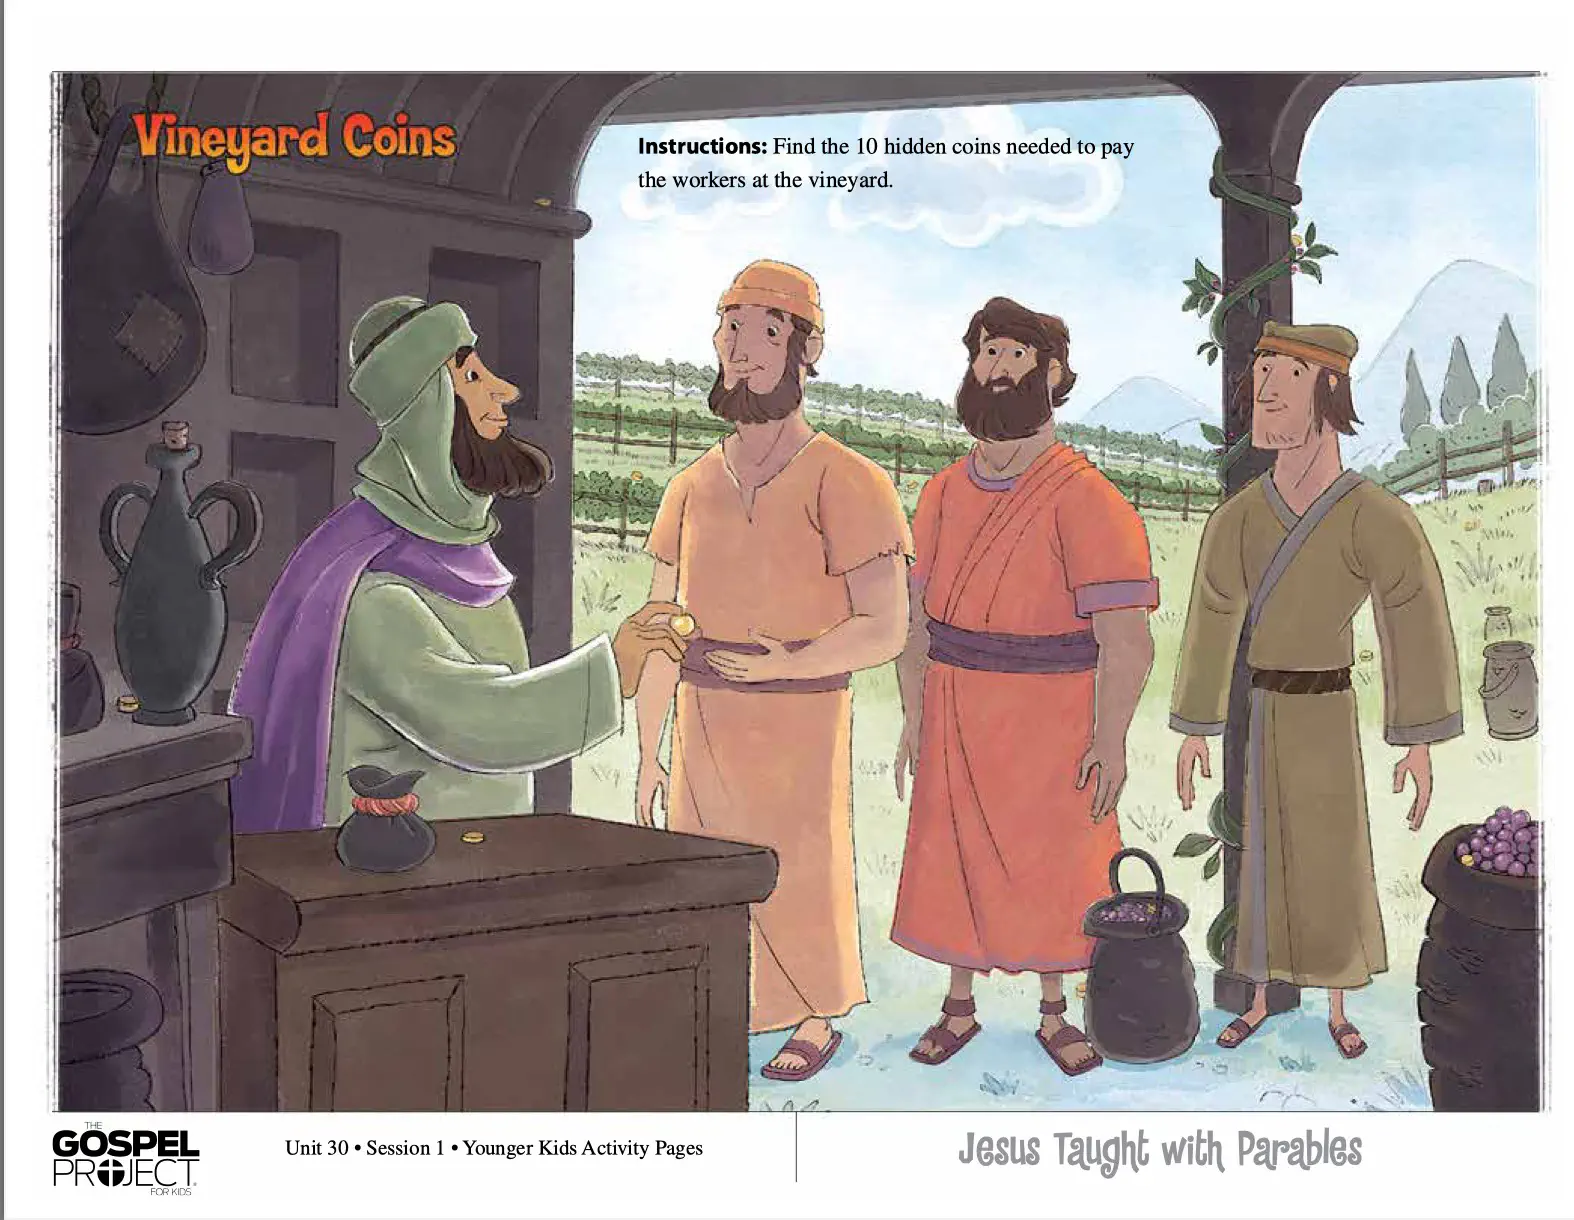 Vineyard Coins
Instructions: Find the 10 hidden coins needed to pay
the workers at the vineyard.
THE
GOSPEL
PROJECT
FOR KIDS
Unit 30 • Session 1 • Younger Kids Activity Pages
Jesus Taught with Parables